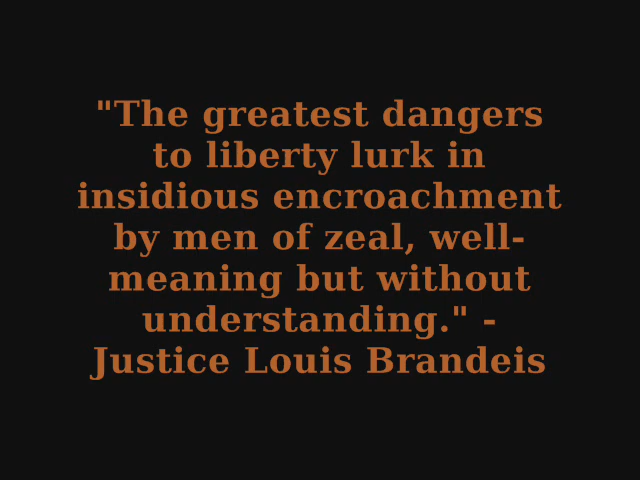 "The greatest dangers
to liberty lurk in
insidious encroachment
by men of zeal, well-
meaning but without
understanding." -
Justice Louis Brandeis